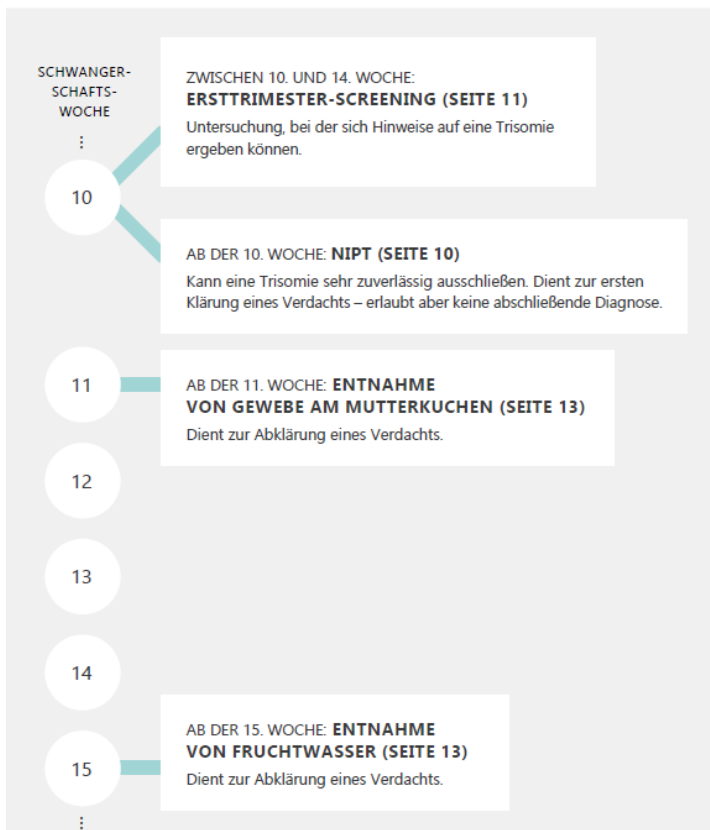 SCHWANGER-
SCHAFTS-
WOCHE
⋮
10
ZWISCHEN 10. UND 14. WOCHE:
ERSTTRIMESTER-SCREENING (SEITE 11)
Untersuchung, bei der sich Hinweise auf eine Trisomie
ergeben können.
AB DER 10. WOCHE: NIPT (SEITE 10)
Kann eine Trisomie sehr zuverlässig ausschließen. Dient zur ersten
Klärung eines Verdachts – erlaubt aber keine abschließende Diagnose.
11
AB DER 11. WOCHE: ENTNAHME
VON GEWEBE AM MUTTERKUCHEN (SEITE 13)
Dient zur Abklärung eines Verdachts.
12
13
14
15
AB DER 15. WOCHE: ENTNAHME
VON FRUCHTWASSER (SEITE 13)
Dient zur Abklärung eines Verdachts.
⋮